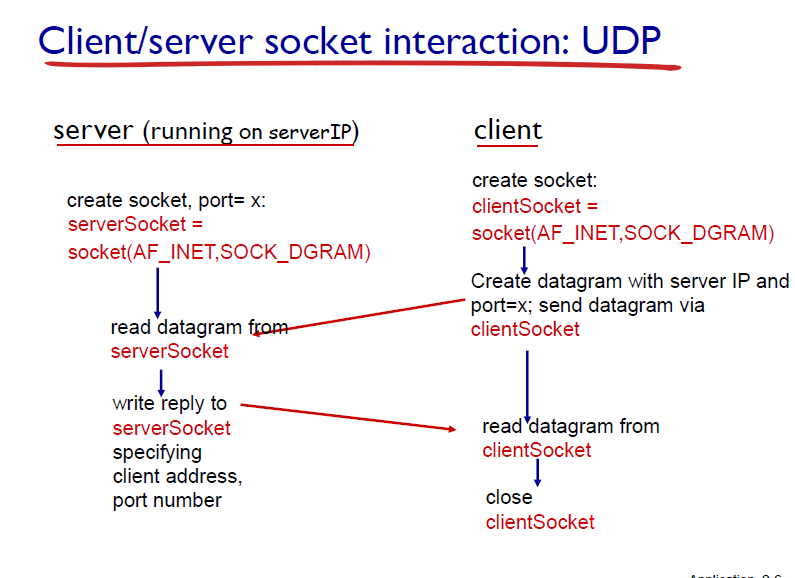 Client/server socket interaction: UDP
server (running on serverIP)
create socket, port= x:
serverSocket =
socket(AF_INET,SOCK_DGRAM)
read datagram from
serverSocket
write reply to
serverSocket
specifying
client address,
port number
client
create socket:
clientSocket =
socket(AF_INET,SOCK_DGRAM)
Create datagram with server IP and
port=x; send datagram via
clientSocket
read datagram from
clientSocket
close
clientSocket